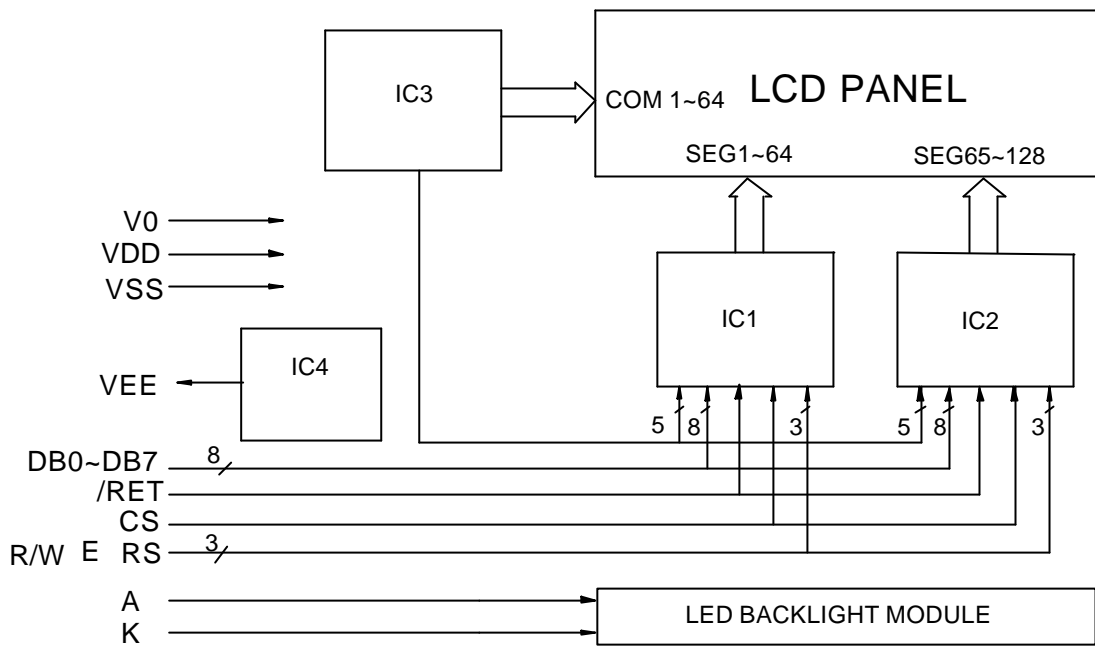 IC3
LCD PANEL
COM 1~64
SEG1~64
SEG65~128
V0
VDD
VSS
IC1
IC2
IC4
VEE
5
8
3
5
8
3
DB0~DB7
8
/RET
CS
R/W E RS
3
A
K
LED BACKLIGHT MODULE